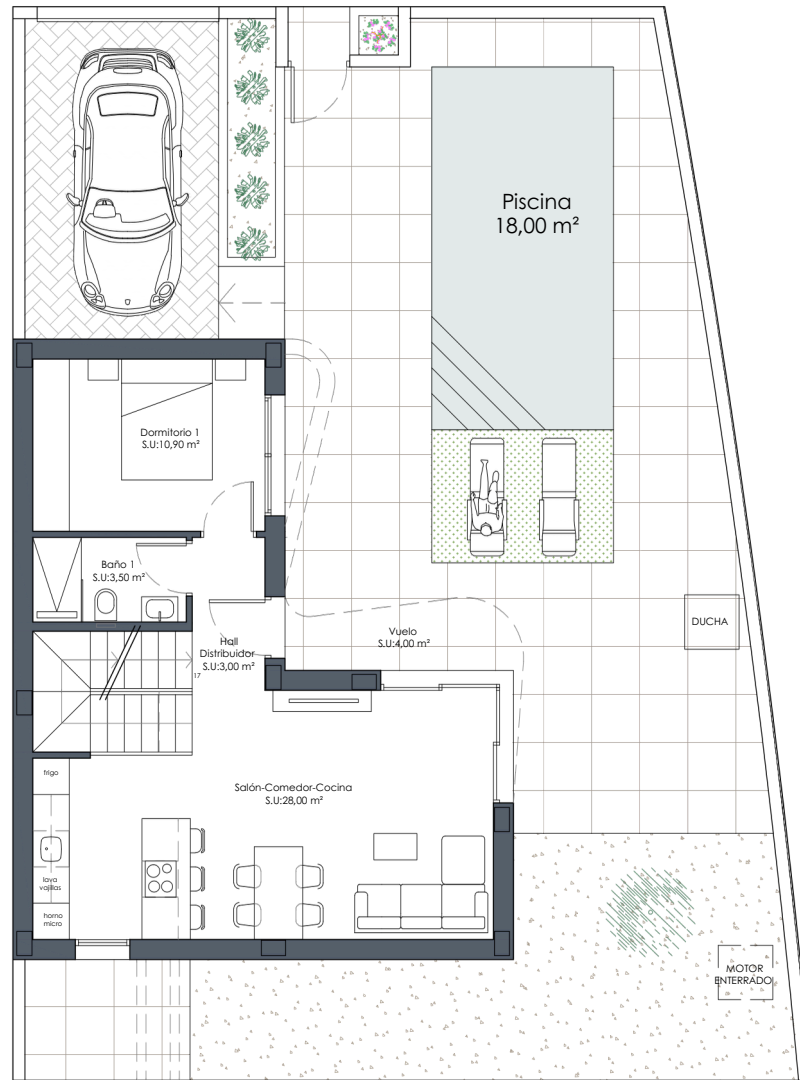 Piscina
18,00 m²
Dormitorio 1
S.U:10,90 m²
Baño 1
S.U:3,50 m²
Hall
Distribuidor
S.U:3,00 m²
17
Vuelo
S.U:4,00 m²
DUCHA
Salón-Comedor-Cocina
S.U:28,00 m²
frigo
lava
vajillas
horno
micro
MOTOR
ENTERRADO